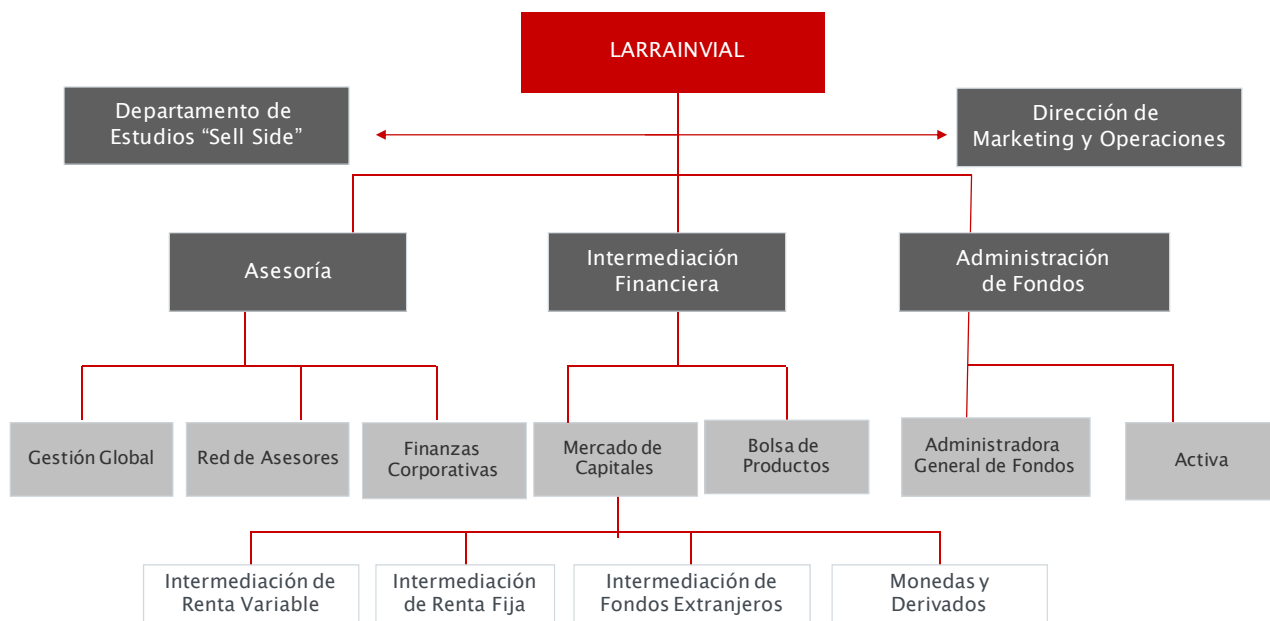 LARRAINVIAL
Departamento de
Estudios “Sell Side”
Dirección de
Marketing y Operaciones
Asesoría
Intermediación
Financiera
Administración
de Fondos
Gestión Global
Red de Asesores
Finanzas
Corporativas
Mercado de
Capitales
Bolsa de
Productos
Administradora
General de Fondos
Activa
Intermediación de
Renta Variable
Intermediación
de Renta Fija
Intermediación de
Fondos Extranjeros
Monedas y
Derivados